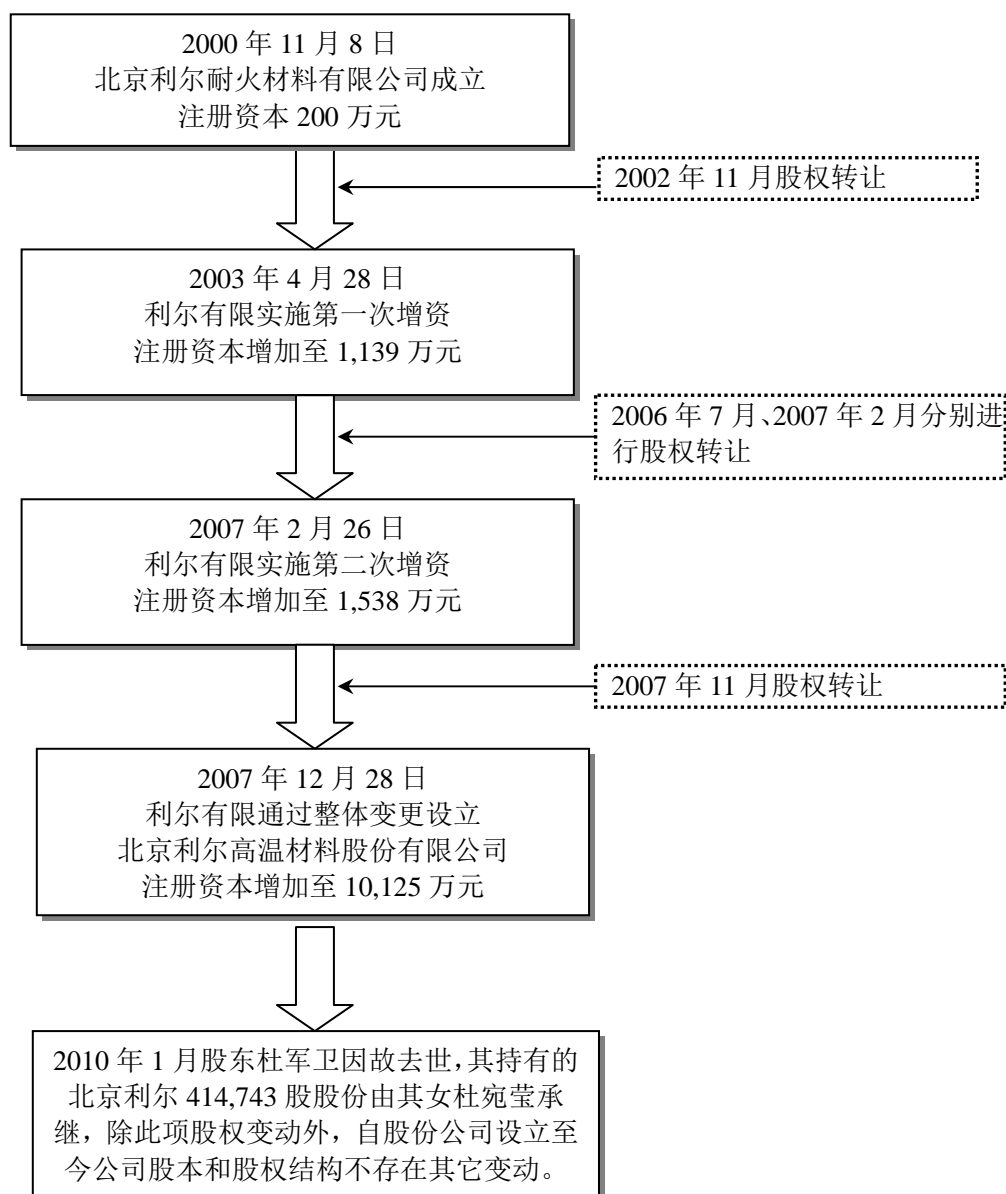 2000 年 11 月 8 日
北京利尔耐火材料有限公司成立
注册资本 200 万元
2002 年 11 月股权转让
2003 年 4 月 28 日
利尔有限实施第一次增资
注册资本增加至 1,139 万元
2006 年 7 月、2007 年 2 月分别进
行股权转让
2007 年 2 月 26 日
利尔有限实施第二次增资
注册资本增加至 1,538 万元
2007 年 11 月股权转让
2007 年 12 月 28 日
利尔有限通过整体变更设立
北京利尔高温材料股份有限公司
注册资本增加至 10,125 万元
2010 年 1 月股东杜军卫因故去世，其持有的
北京利尔 414,743 股股份由其女杜宛莹承
继，除此项股权变动外，自股份公司设立至
今公司股本和股权结构不存在其它变动。